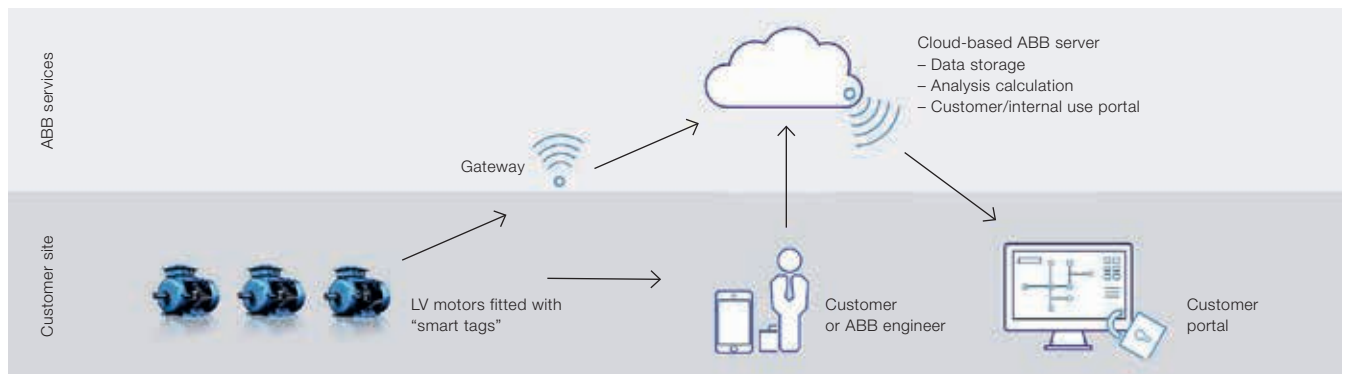 ABB services
Cloud-based ABB server
– Data storage
– Analysis calculation
– Customer/internal use portal
Gateway
Customer site
LV motors fitted with
“smart tags”
Customer
or ABB engineer
Customer
portal